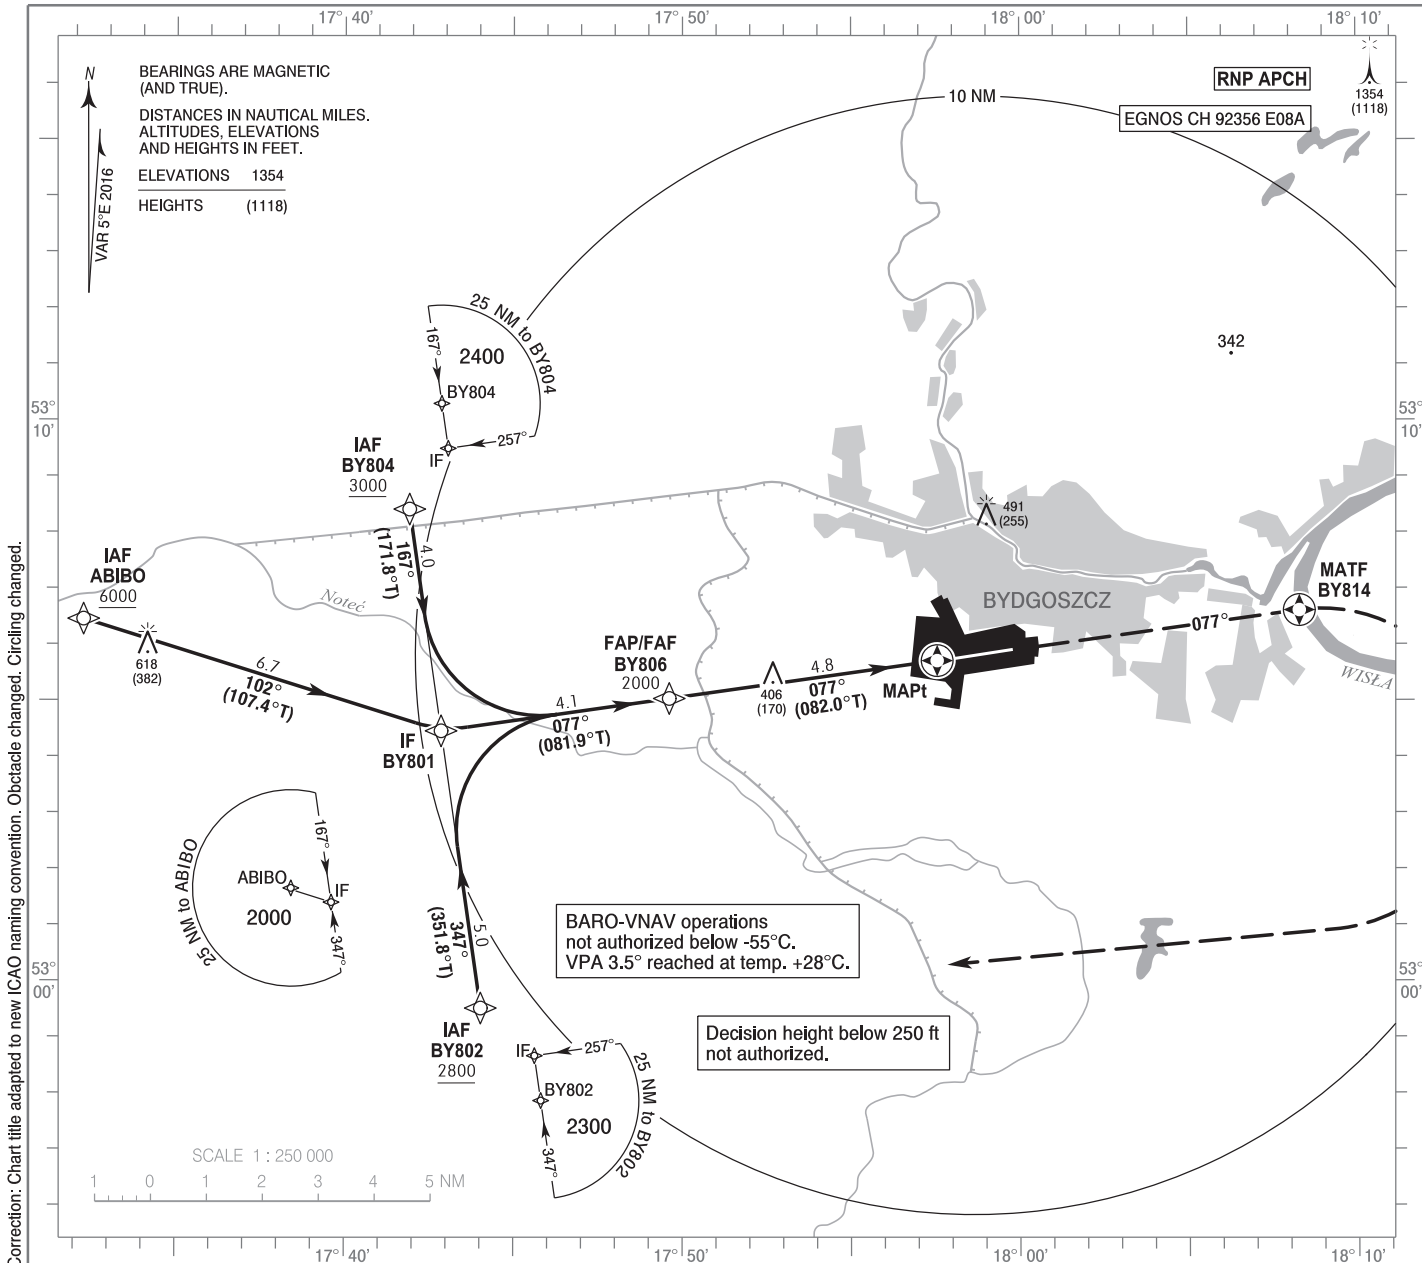 17° 40'
17° 50'
18° 00'
18° 10'
N
VAR 5°E 2016
BEARINGS ARE MAGNETIC
(AND TRUE).
DISTANCES IN NAUTICAL MILES.
ALTITUDES, ELEVATIONS
AND HEIGHTS IN FEET.
ELEVATIONS 1354
HEIGHTS (1118)
RNP APCH
EGNOS CH 92356 E08A
1354
(1118)
10 NM
25 NM to BY804
167°
2400
BY804
IF
257°
342
53°
10'
53°
10'
IAF
BY804
3000
167°
(171.8°T)
4.0
491
(255)
IAF
ABIBO
6000
Noteć
618
(382)
6.7
102°
(107.4°T)
IF
BY801
4.1
077°
(081.9°T)
FAP/FAF
BY806
2000
406
(170)
4.8
077°
(082.0°T)
MAPt
BYDGOSZCZ
077°
MATF
BY814
WISŁA
25 NM to ABIBO
167°
ABIBO
IF
2000
347°
347°
(351.8°T)
5.0
IAF
BY802
2800
BARO-VNAV operations
not authorized below -55°C.
VPA 3.5° reached at temp. +28°C.
Decision height below 250 ft
not authorized.
53°
00'
53°
00'
IF
257°
BY802
2300
347°
25 NM to BY802
SCALE 1 : 250 000
1 0 1 2 3 4 5 NM
17° 40'
17° 50'
18° 00'
18° 10'
Correction: Chart title adapted to new ICAO naming convention. Obctacle changed. Circling changed.